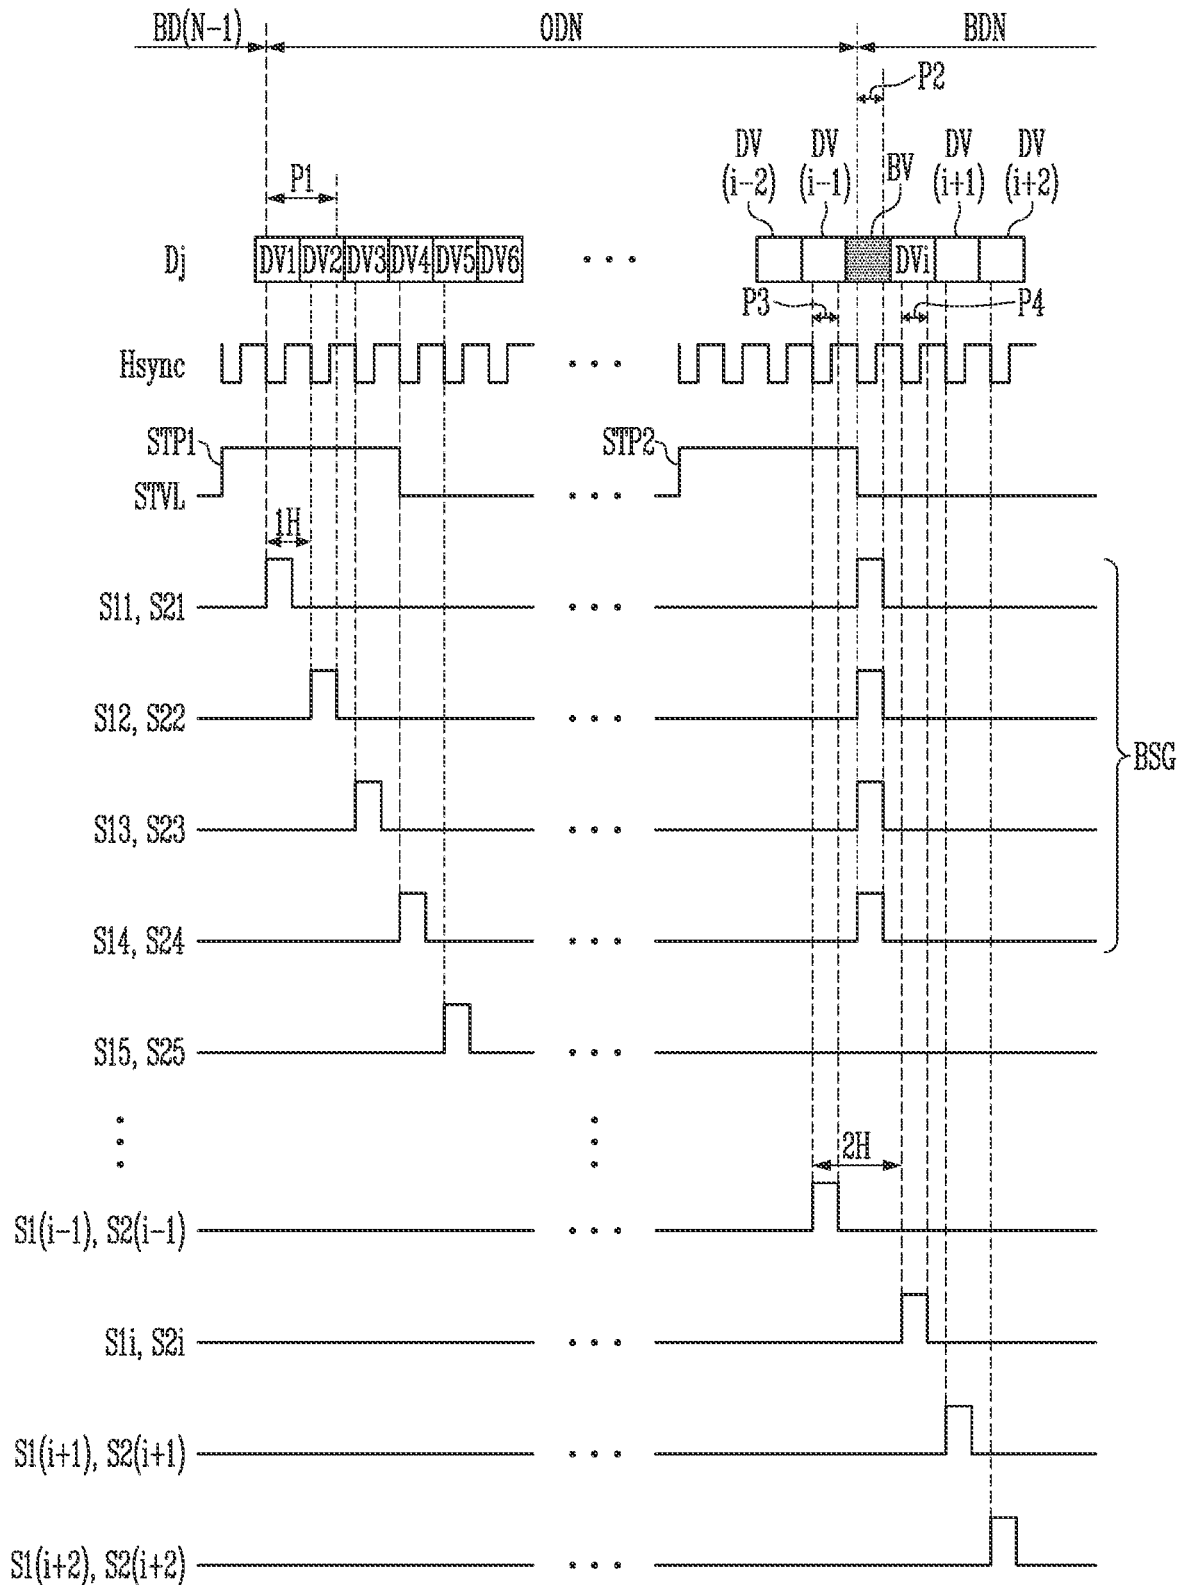 BD(N-1)
ODN
BDN
P2
DV
(i-2)
DV
(i-1)
BV
DV
(i+1)
DV
(i+2)
P1
Dj
DV1
DV2
DV3
DV4
DV5
DV6
DVi
P3
P4
Hsync
STP1
STP2
STVL
1H
S11, S21
S12, S22
BSG
S13, S23
S14, S24
S15, S25
2H
S1(i-1), S2(i-1)
S1i, S2i
S1(i+1), S2(i+1)
S1(i+2), S2(i+2)